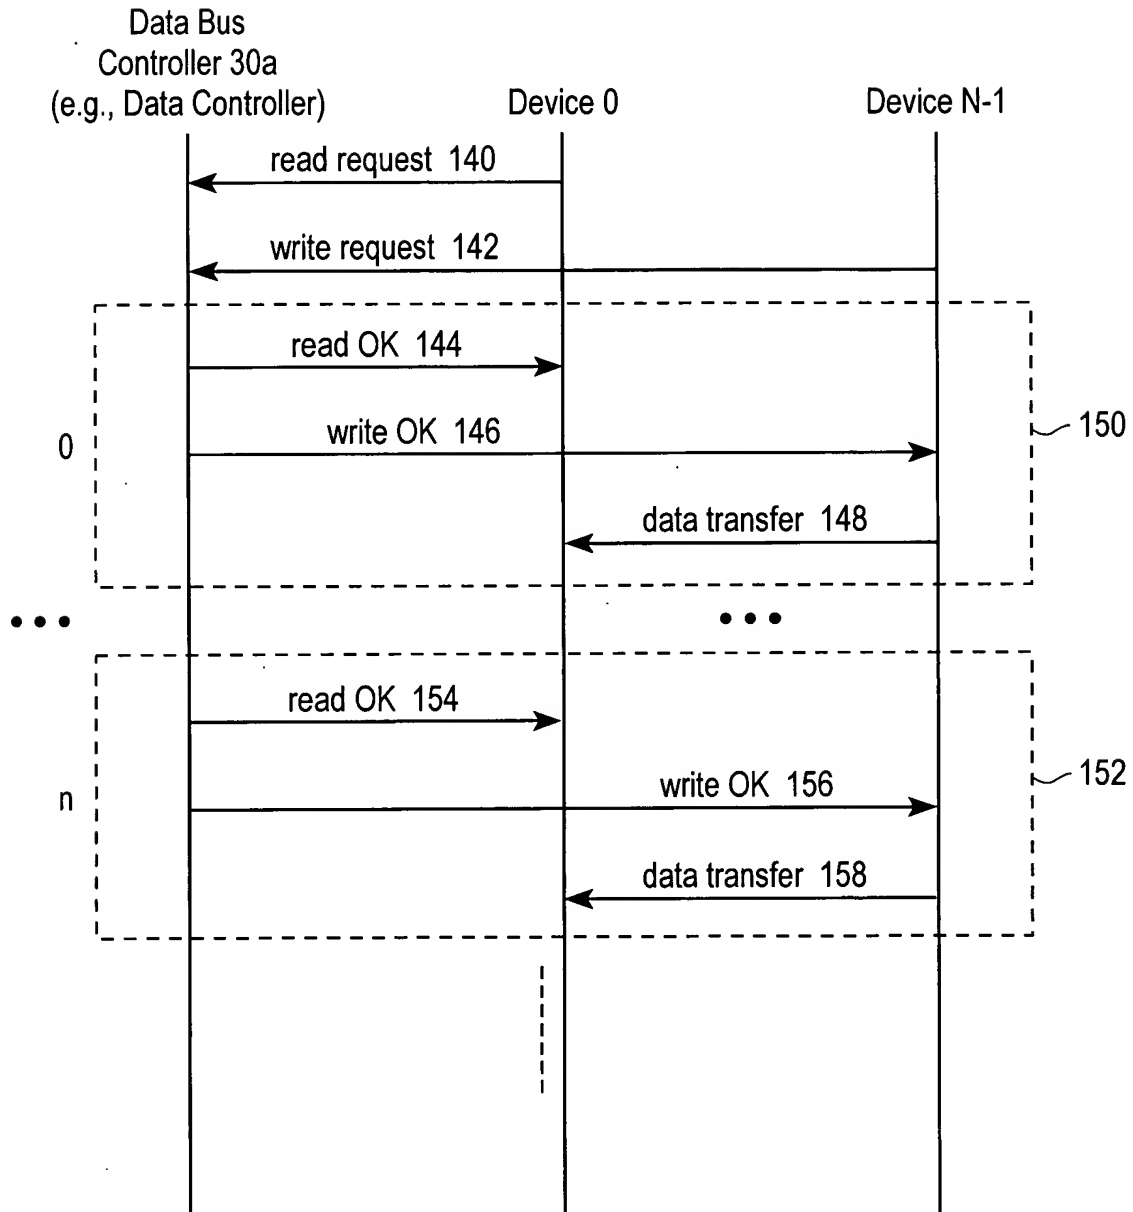 Data Bus
Controller 30a
(e.g., Data Controller)
Device 0
Device N-1
read request 140
write request 142
read OK 144
write OK 146
0
150
data transfer 148
• • •
• • •
read OK 154
n
write OK 156
152
data transfer 158